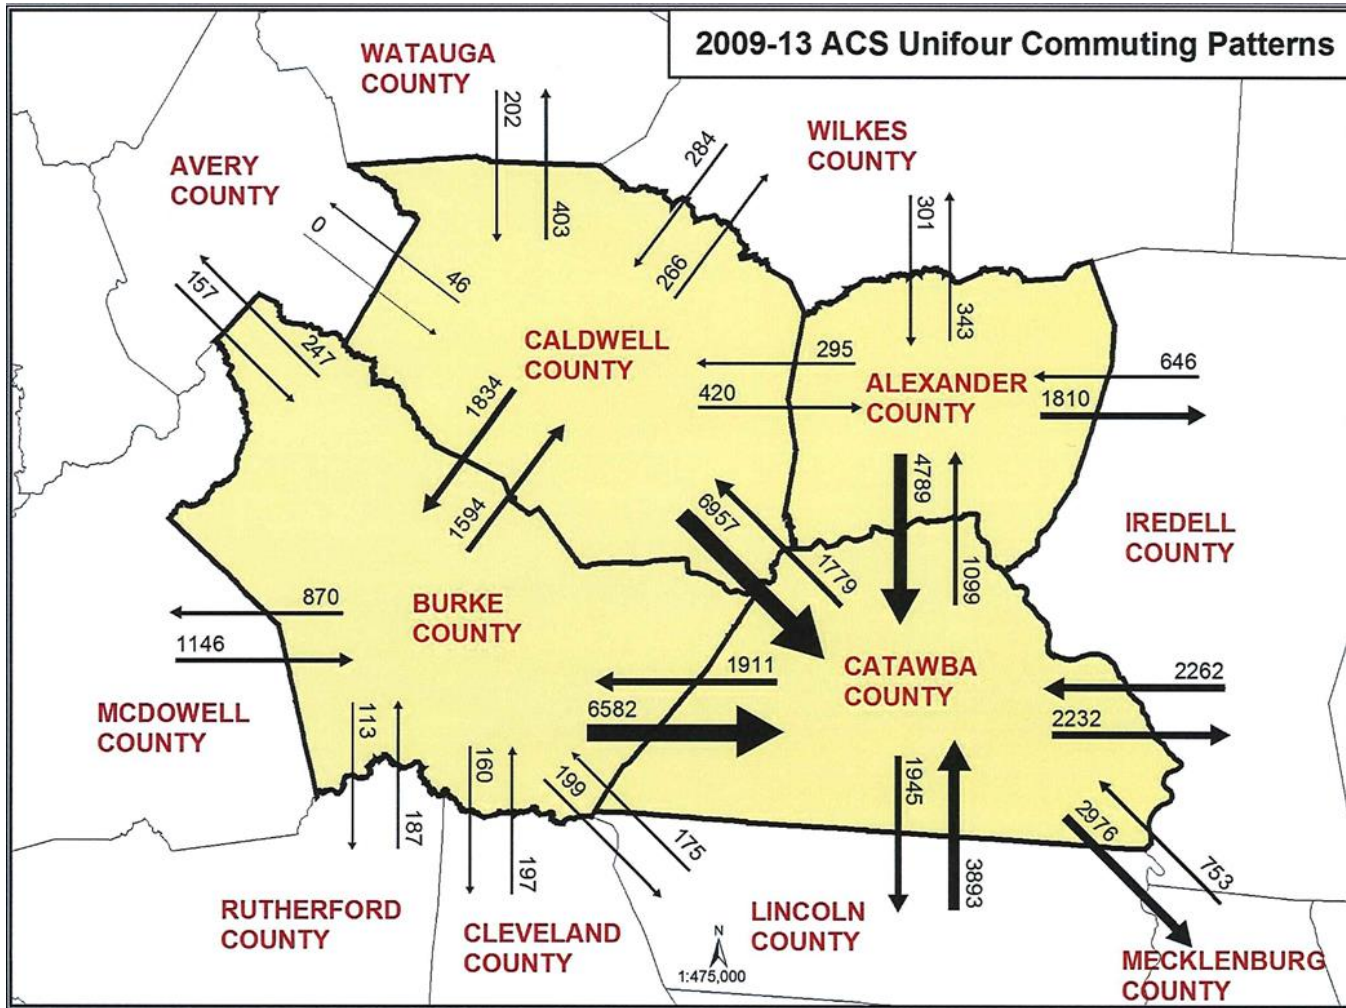 2009-13 ACS Unifour Commuting Patterns
WATAUGA
COUNTY
WILKES
COUNTY
AVERY
COUNTY
202
403
284
266
301
343
0
46
157
247
CALDWELL
COUNTY
295
420
ALEXANDER
COUNTY
646
1810
1834
1594
6957
1779
4789
1099
IREDELL
COUNTY
870
1146
BURKE
COUNTY
1911
6582
CATAWBA
COUNTY
2262
2232
MCDOWELL
COUNTY
113
187
160
197
199
175
1945
3893
2976
753
RUTHERFORD
COUNTY
CLEVELAND
COUNTY
N
1:475,000
LINCOLN
COUNTY
MECKLENBURG
COUNTY